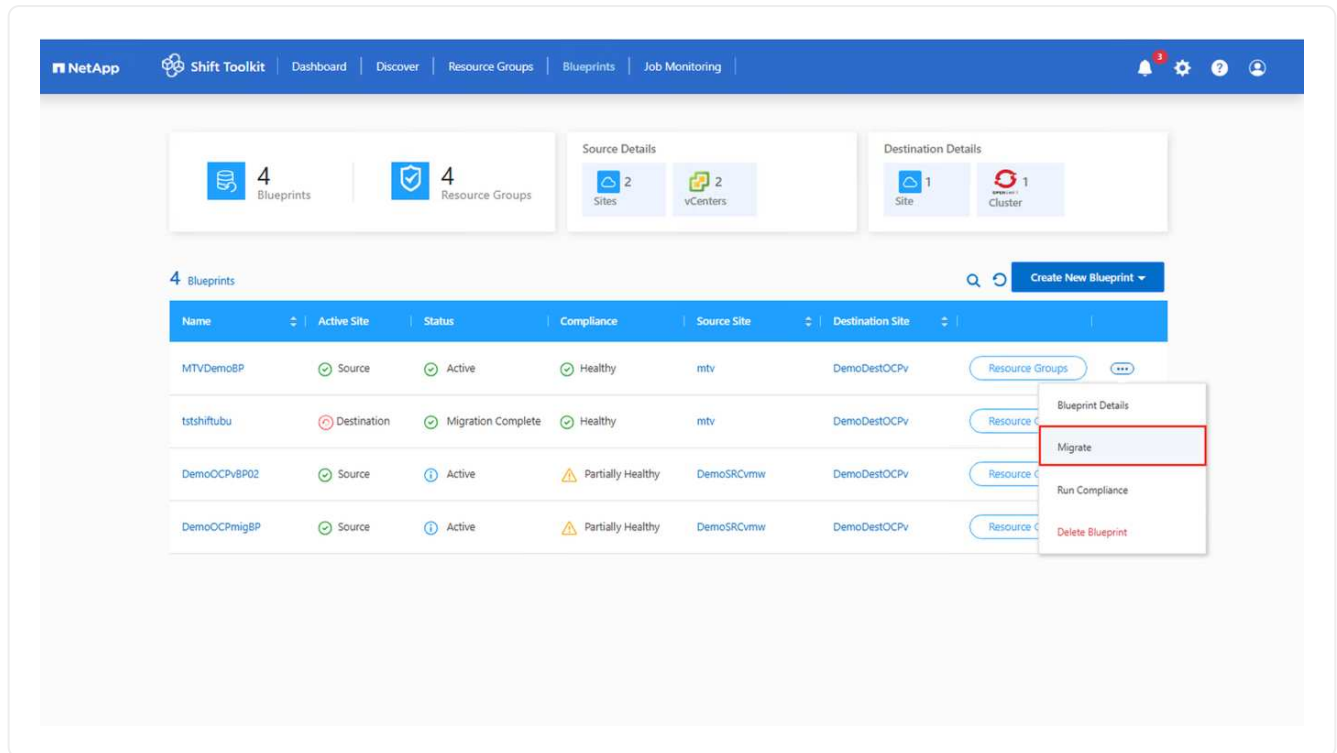 NetApp
Shift Toolkit
Dashboard
Discover
Resource Groups
Blueprints
Job Monitoring
3
4
Blueprints
4
Resource Groups
Source Details
2
Sites
2
vCenters
Destination Details
1
Site
OPENSHIFT
1
Cluster
4 Blueprints
Create New Blueprint
Name
Active Site
Status
Compliance
Source Site
Destination Site
MTVDemoBP
Source
Active
Healthy
mtv
DemoDestOCPv
Resource Groups
tstshiftubu
Destination
Migration Complete
Healthy
mtv
DemoDestOCPv
Resource
DemoOCPvBP02
Source
Active
Partially Healthy
DemoSRCvmw
DemoDestOCPv
Resource
DemoOCPmigBP
Source
Active
Partially Healthy
DemoSRCvmw
DemoDestOCPv
Resource
Blueprint Details
Migrate
Run Compliance
Delete Blueprint